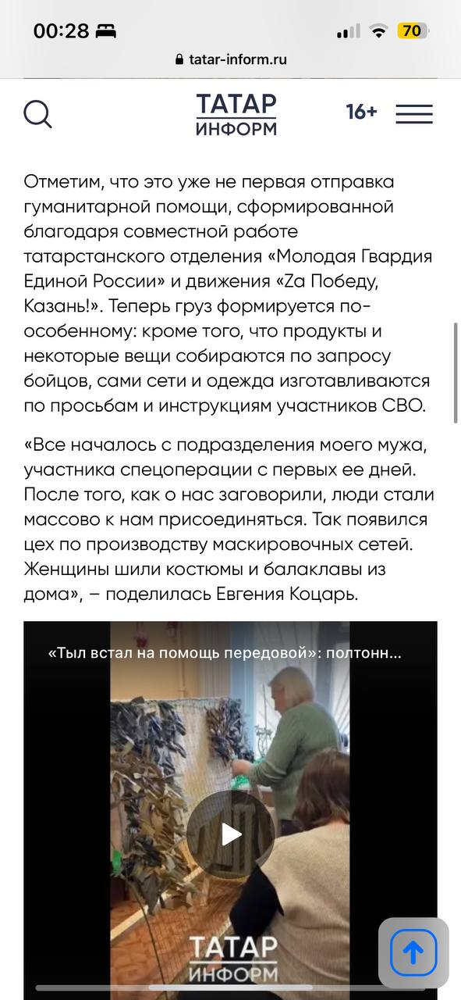 00:28
70
tatar-inform.ru
ТАТАР
ИНФОРМ
16+
Отметим, что это уже не первая отправка
гуманитарной помощи, сформированной
благодаря совместной работе
татарстанского отделения «Молодая Гвардия
Единой России» и движения «Zа Победу,
Казань!». Теперь груз формируется по-
особенному: кроме того, что продукты и
некоторые вещи собираются по запросу
бойцов, сами сети и одежда изготавливаются
по просьбам и инструкциям участников СВО.
«Все началось с подразделения моего мужа,
участника спецоперации с первых ее дней.
После того, как о нас заговорили, люди стали
массово к нам присоединяться. Так появился
цех по производству маскировочных сетей.
Женщины шили костюмы и балаклавы из
дома», – поделилась Евгения Коцарь.
«Тыл встал на помощь передовой»: полтонн...
ТАТАР
ИНФОРМ